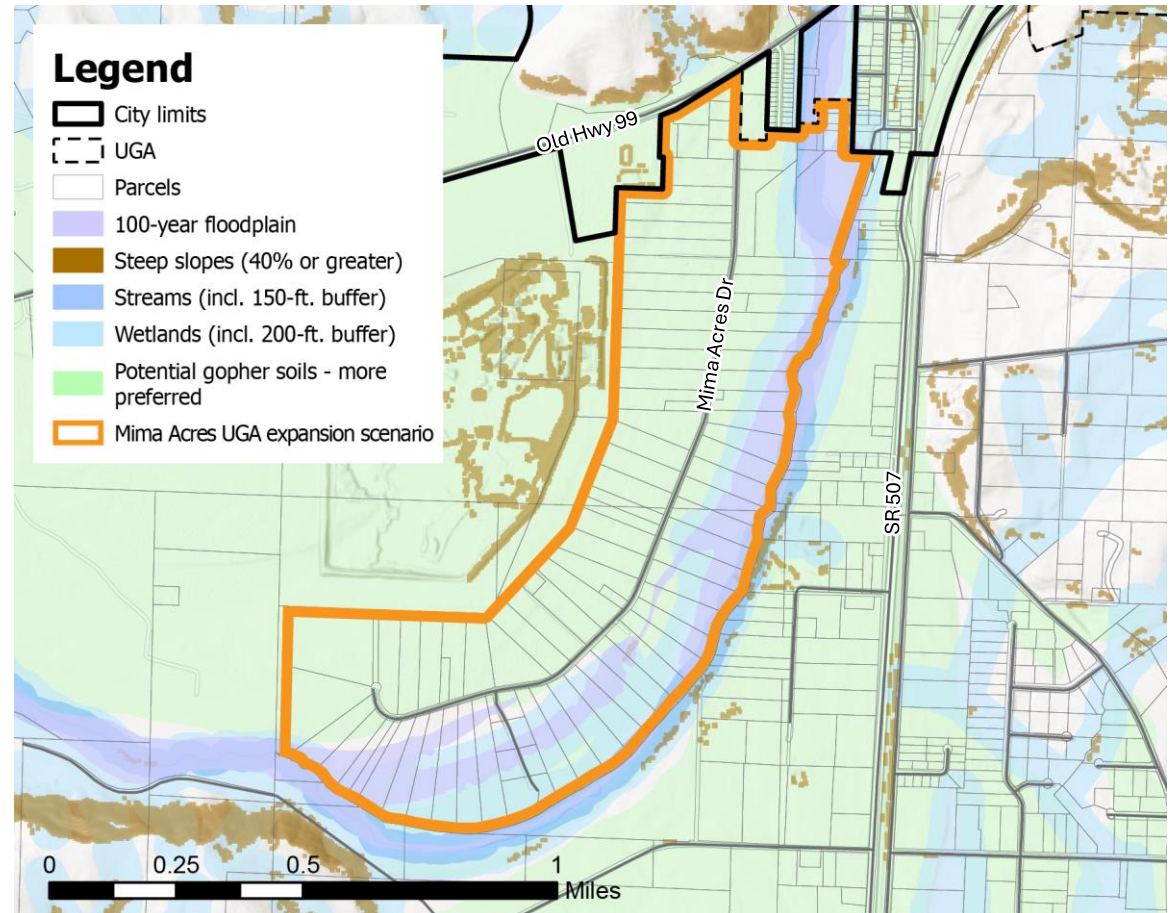 Legend
City limits
UGA
Parcels
100-year floodplain
Steep slopes (40% or greater)
Streams (incl. 150-ft. buffer)
Wetlands (incl. 200-ft. buffer)
Potential gopher soils - more
preferred
Mima Acres UGA expansion scenario
Old Hwy 99
Mima Acres Dr
SR 507
0 0.25 0.5 1
Miles